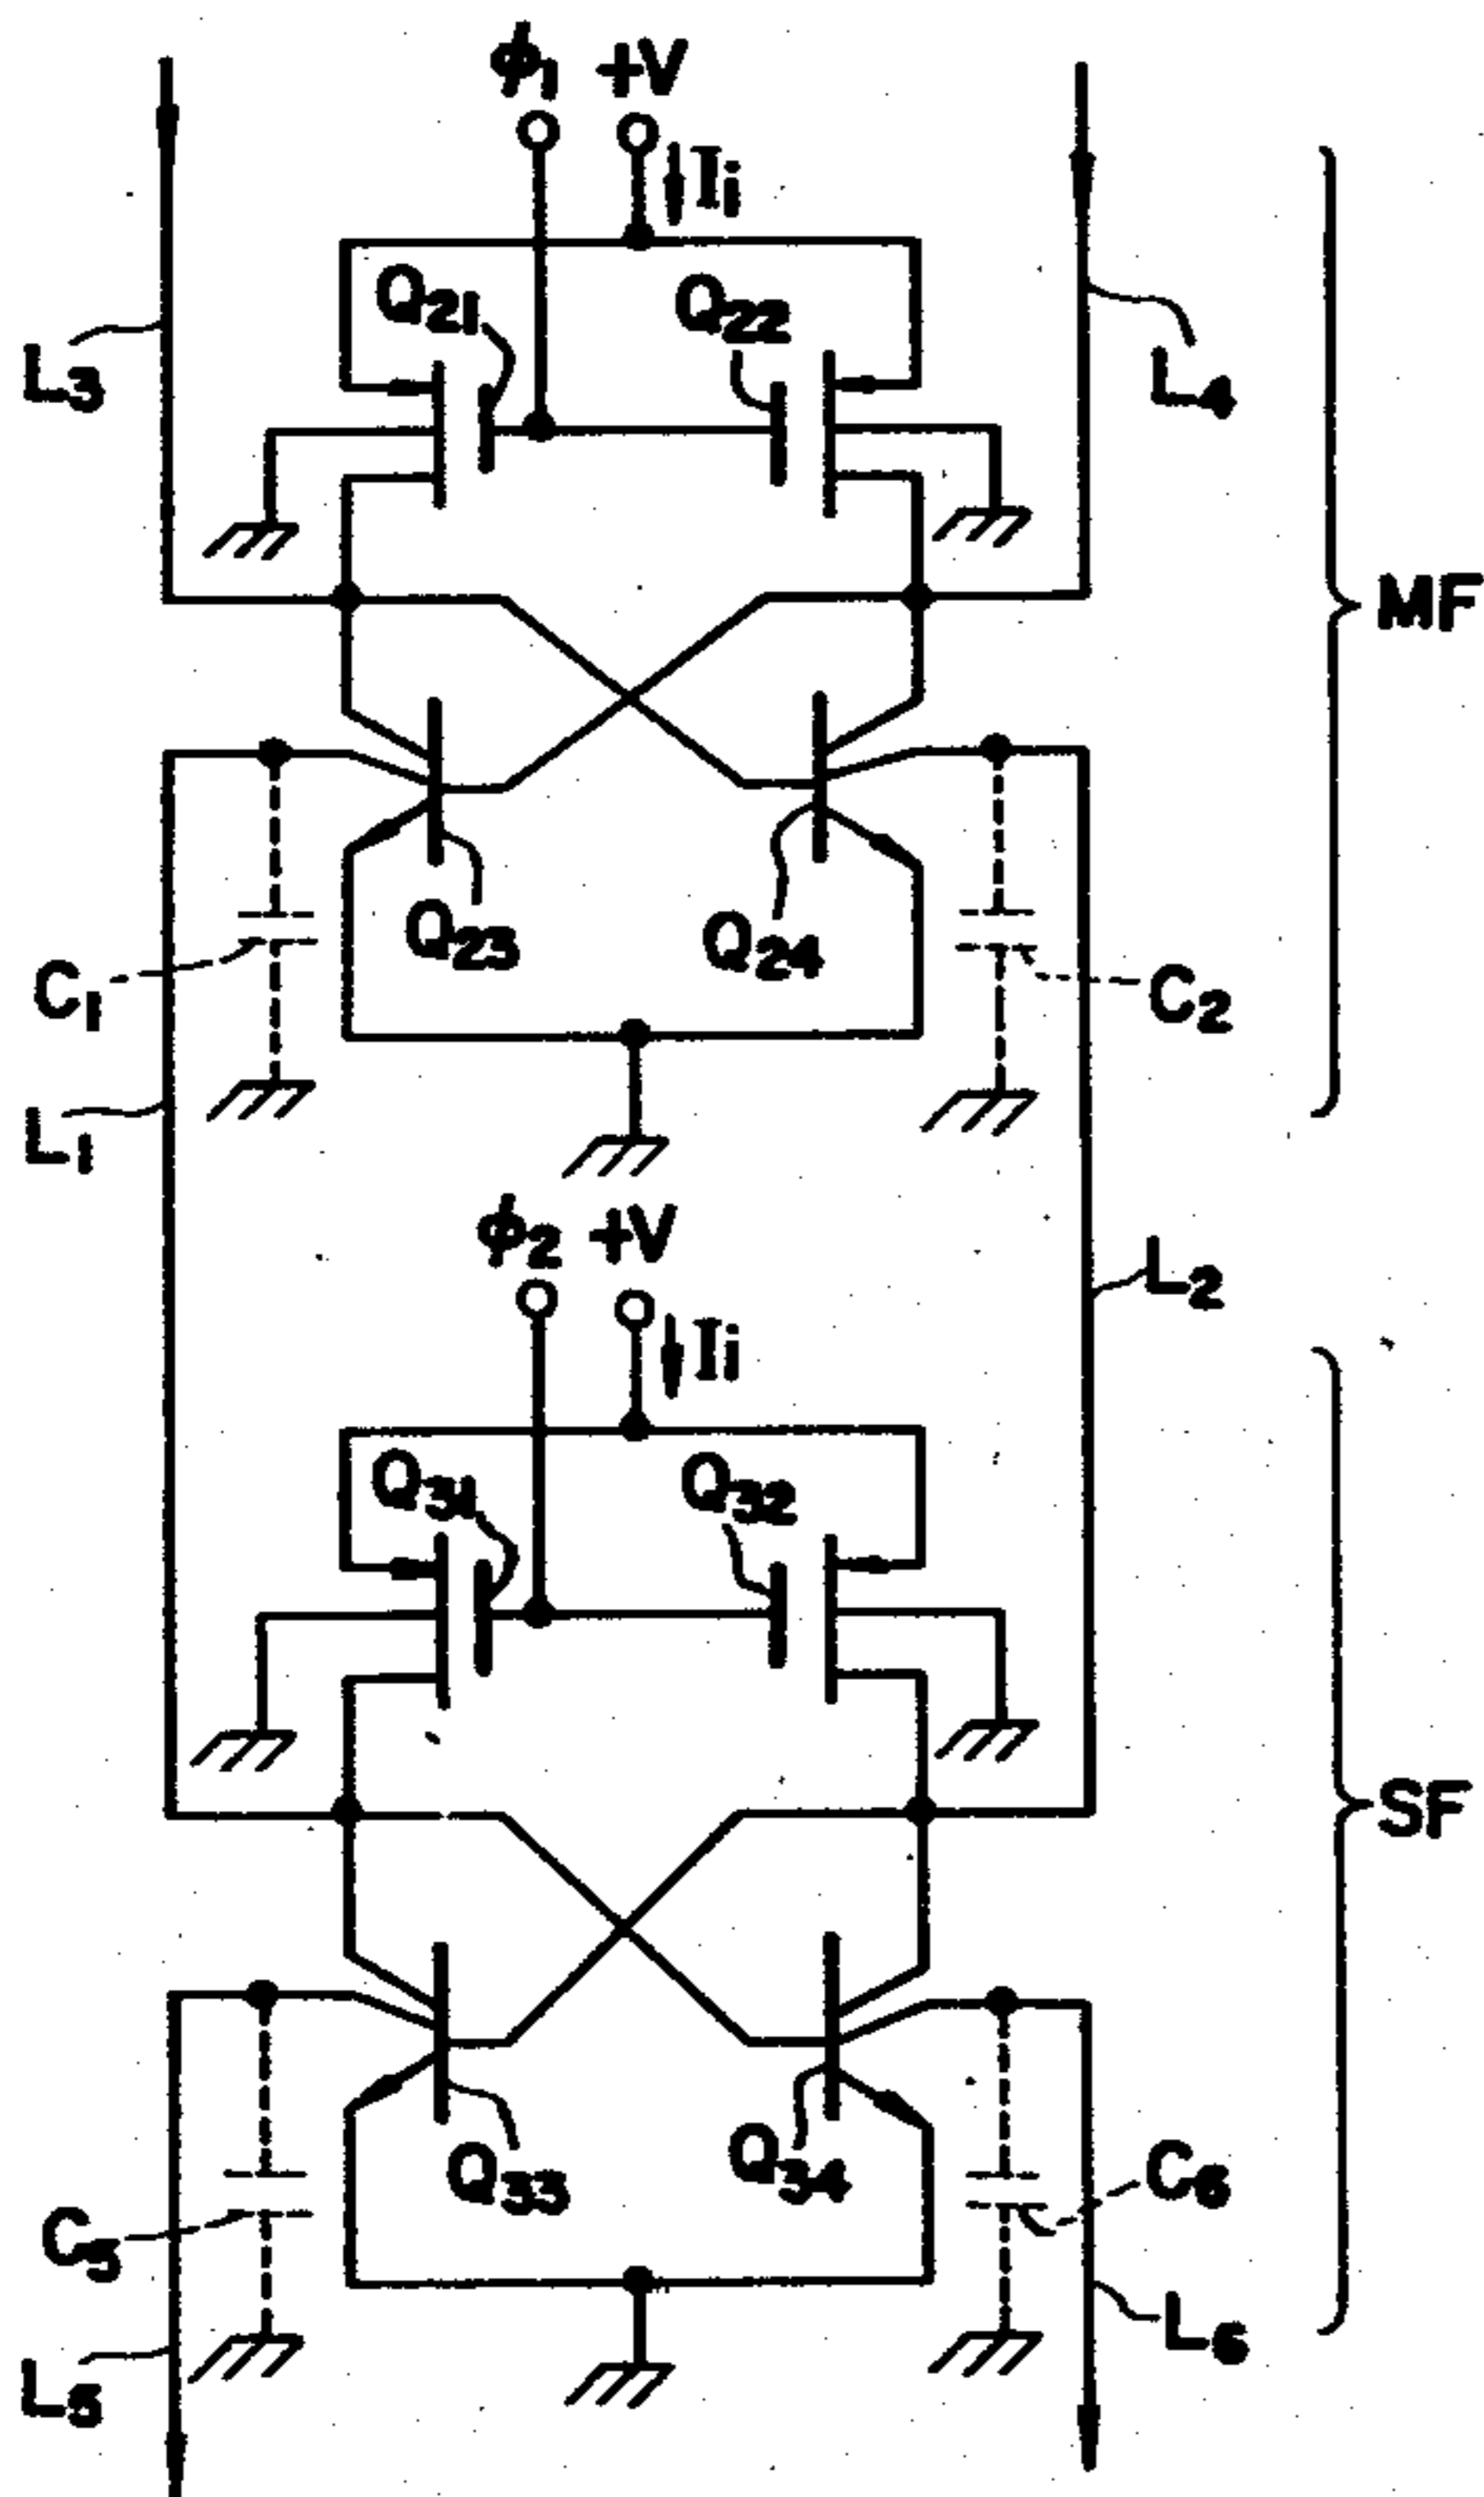 φ1 +V
Ii
Q21 Q22
L3 L4
MF
Q23 Q24
C1 C2
L1
φ2 +V
L2
Ii
Q31 Q32
SF
Q33 Q34
C5 C6
L5 L6